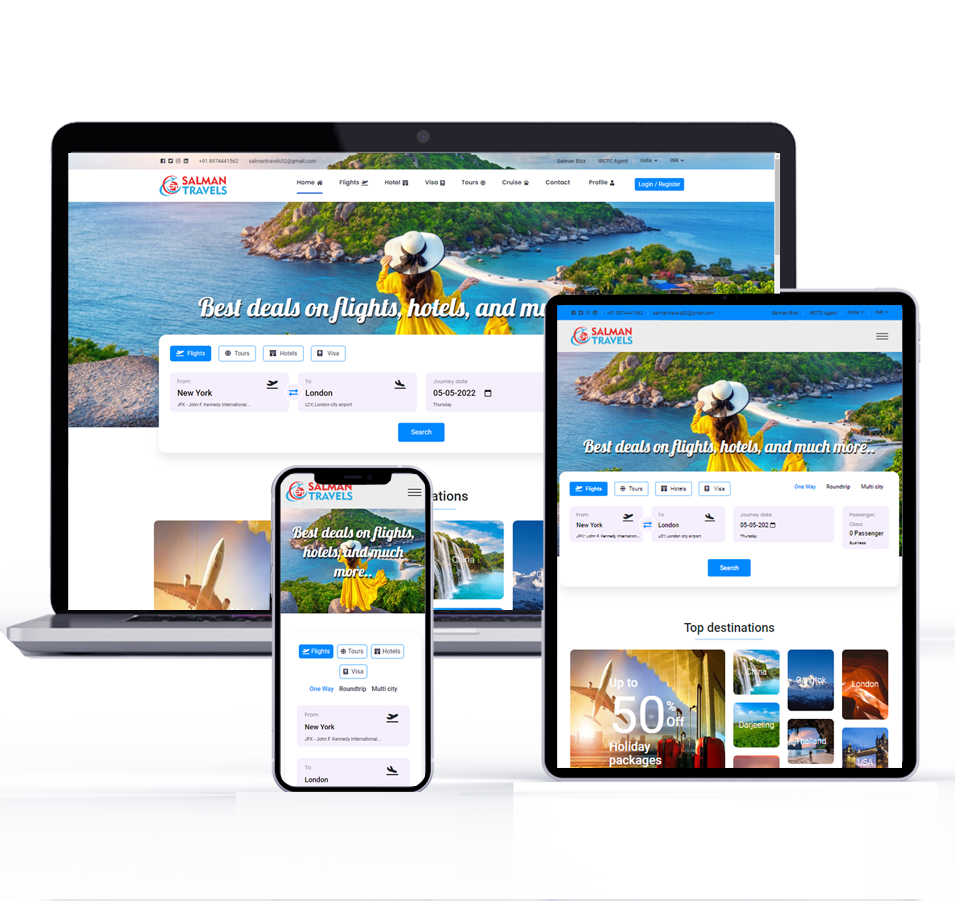 +91 8974441562 salmantravels52@gmail.com Salman Bizz IRCTC Agent India INR
SALMAN
TRAVELS
Home Flights Hotel Visa Tours Cruise Contact Profile Login / Register
Best deals on flights, hotels, and mu
Flights Tours Hotels Visa
From To Journey date
New York London 05-05-2022
JFK - John F. Kennedy International... LCY, London city airport Thursday
Search
ations
China
SALMAN
TRAVELS
Best deals on flights,
hotels, and much
more..
Flights Tours Hotels
Visa
One Way Roundtrip Multi city
From
New York
JFK - John F. Kennedy International...
To
London
+91 8974441562 salmantravels52@gmail.com Salman Bizz IRCTC Agent India INR
SALMAN
TRAVELS
Best deals on flights, hotels, and much more..
Flights Tours Hotels Visa One Way Roundtrip Multi city
From To Journey date Passenger,
Class
New York London 05-05-202 0 Passenger
JFK - John F. Kennedy Internation... LCY, London city airport Thursday Business
Search
Top destinations
Up to
50% Off
Holiday
packages
China
Darjeeling
Bangkok
Thailand
London
USA